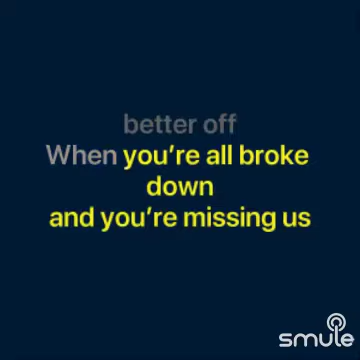 better off
When you're all broke
down
and you're missing us
smule